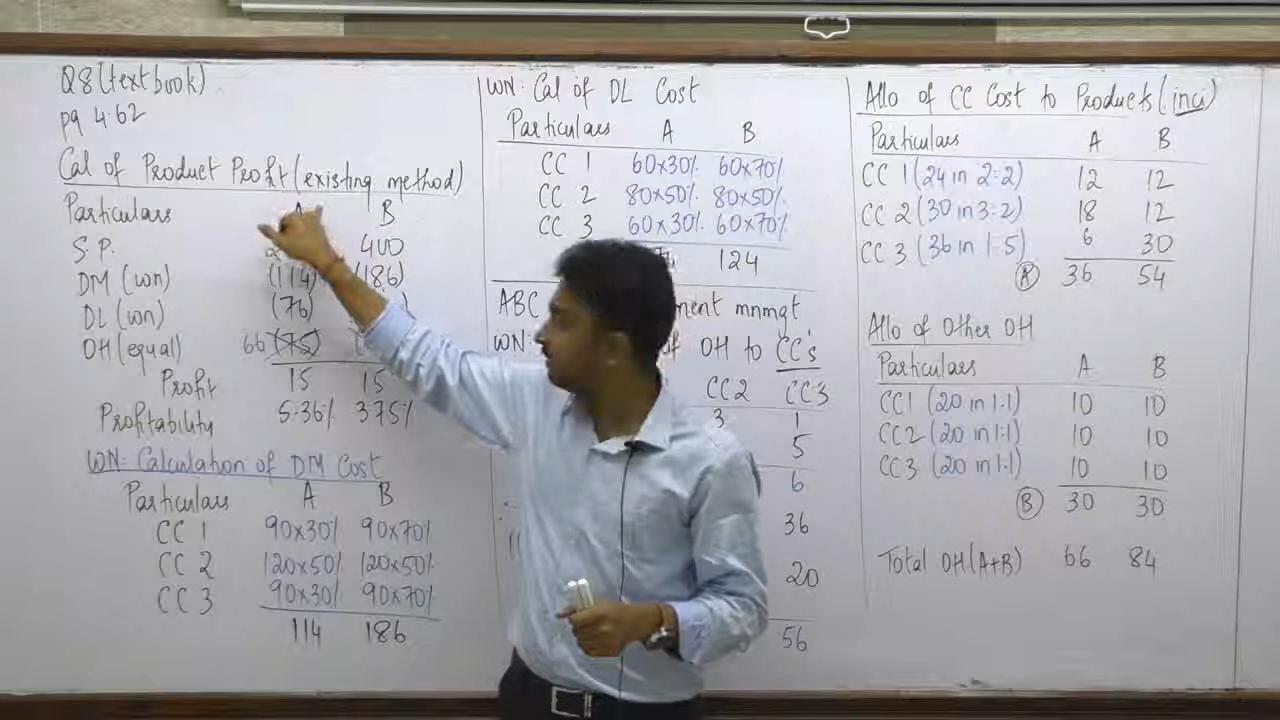 Q8(textbook)
pg 4.62
Cal of Product Profit (existing method)
Particulars A B
S.P. 400
DM (wn) (114) (186)
DL (wn) (76)
OH (equal) 66 (75)
Profit 15 15
Profitability 5.36% 3.75%
WN: Calculation of DM Cost
Particulars A B
CC 1 90x30% 90x70%
CC 2 120x50% 120x50%
CC 3 90x30% 90x70%
114 186
WN: Cal of DL Cost
Particulars A B
CC 1 60x30% 60x70%
CC 2 80x50% 80x50%
CC 3 60x30% 60x70%
124
ABC mnmgt
WN: of OH to CC's
CC2 CC3
3 1
5
6
36
20
56
Allo of CC Cost to Products (.inci)
Particulars A B
CC 1 (24 in 2:2) 12 12
CC 2 (30 in 3:2) 18 12
CC 3 (36 in 1:5) 6 30
(A) 36 54
Allo of Other OH
Particulars A B
CC1 (20 in 1:1) 10 10
CC2 (20 in 1:1) 10 10
CC3 (20 in 1:1) 10 10
(B) 30 30
Total OH (A+B) 66 84